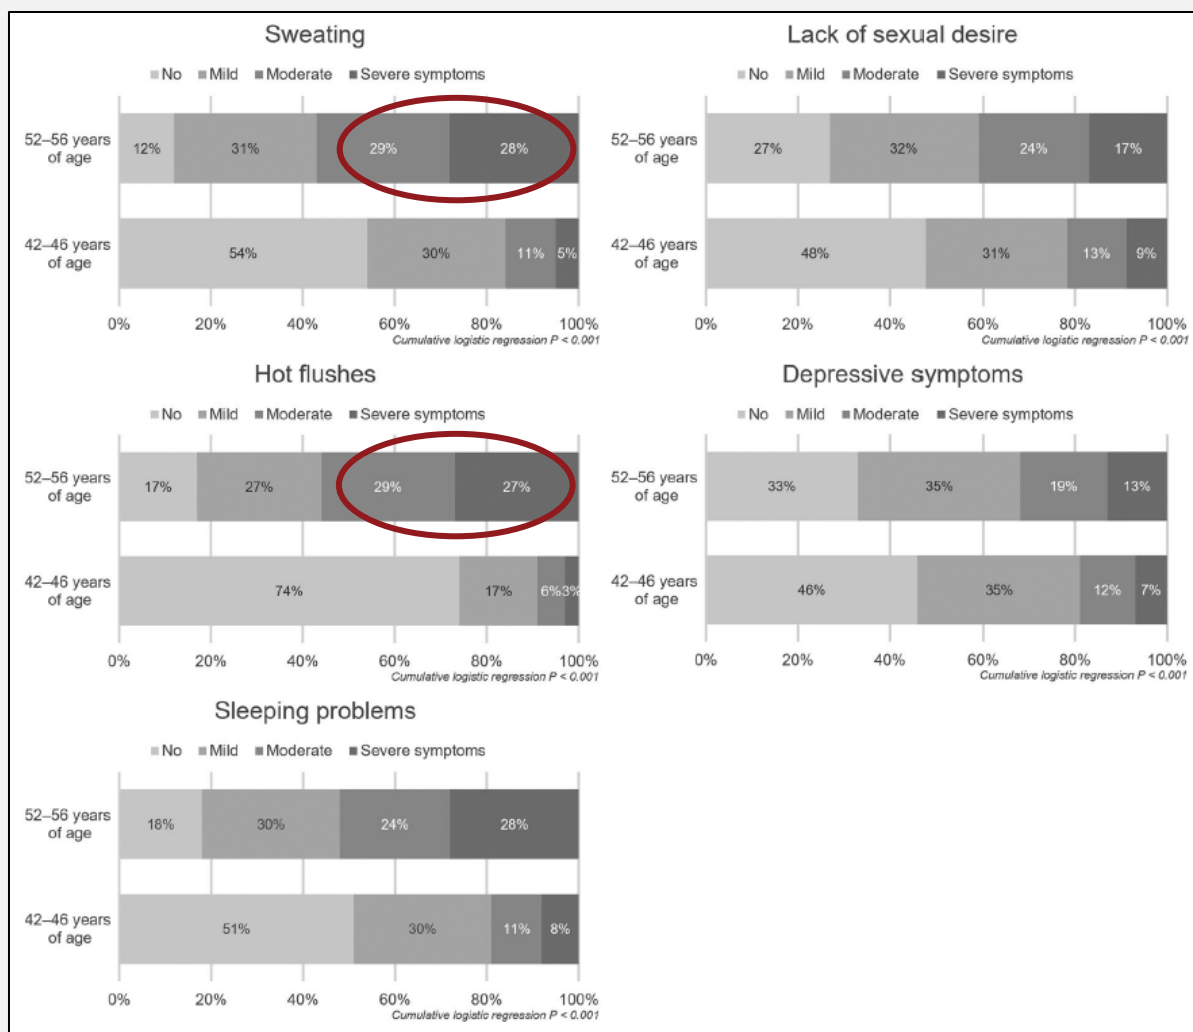 Sweating
No Mild Moderate Severe symptoms
52–56 years
of age
12% 31% 29% 28%
42–46 years
of age
54% 30% 11% 5%
0% 20% 40% 60% 80% 100%
Cumulative logistic regression P < 0.001
Lack of sexual desire
No Mild Moderate Severe symptoms
52–56 years
of age
27% 32% 24% 17%
42–46 years
of age
48% 31% 13% 9%
0% 20% 40% 60% 80% 100%
Cumulative logistic regression P < 0.001
Hot flushes
No Mild Moderate Severe symptoms
52–56 years
of age
17% 27% 29% 27%
42–46 years
of age
74% 17% 6% 3%
0% 20% 40% 60% 80% 100%
Cumulative logistic regression P < 0.001
Depressive symptoms
No Mild Moderate Severe symptoms
52–56 years
of age
33% 35% 19% 13%
42–46 years
of age
46% 35% 12% 7%
0% 20% 40% 60% 80% 100%
Cumulative logistic regression P < 0.001
Sleeping problems
No Mild Moderate Severe symptoms
52–56 years
of age
18% 30% 24% 28%
42–46 years
of age
51% 30% 11% 8%
0% 20% 40% 60% 80% 100%
Cumulative logistic regression P < 0.001